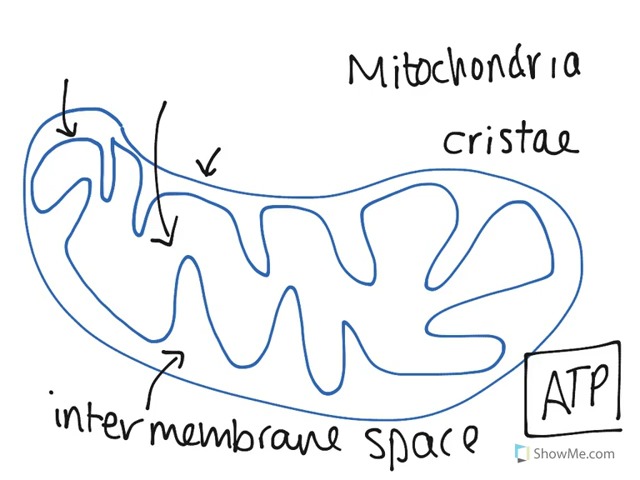 Mitochondria
cristae
ATP
intermembrane space
ShowMe.com